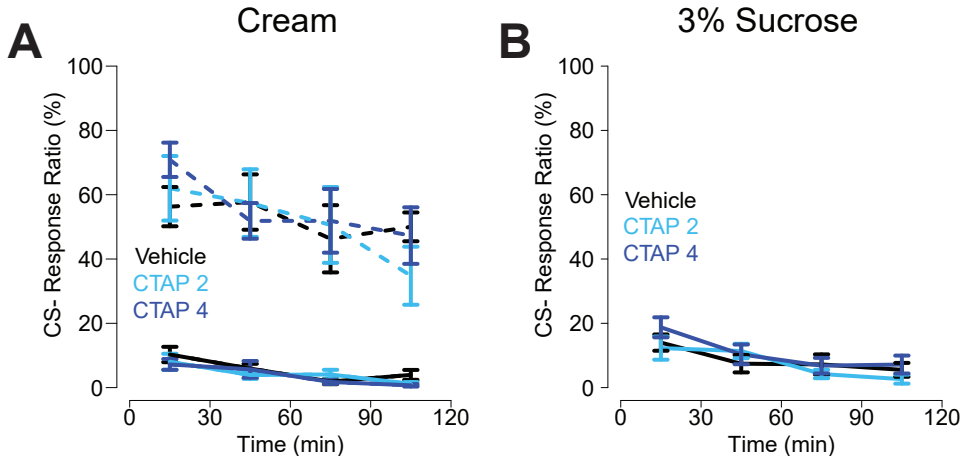 A
Cream
CS- Response Ratio (%)
100
80
60
40
20
0
Vehicle
CTAP 2
CTAP 4
0
30
60
90
120
Time (min)
B
3% Sucrose
CS- Response Ratio (%)
100
80
60
40
20
0
Vehicle
CTAP 2
CTAP 4
0
30
60
90
120
Time (min)